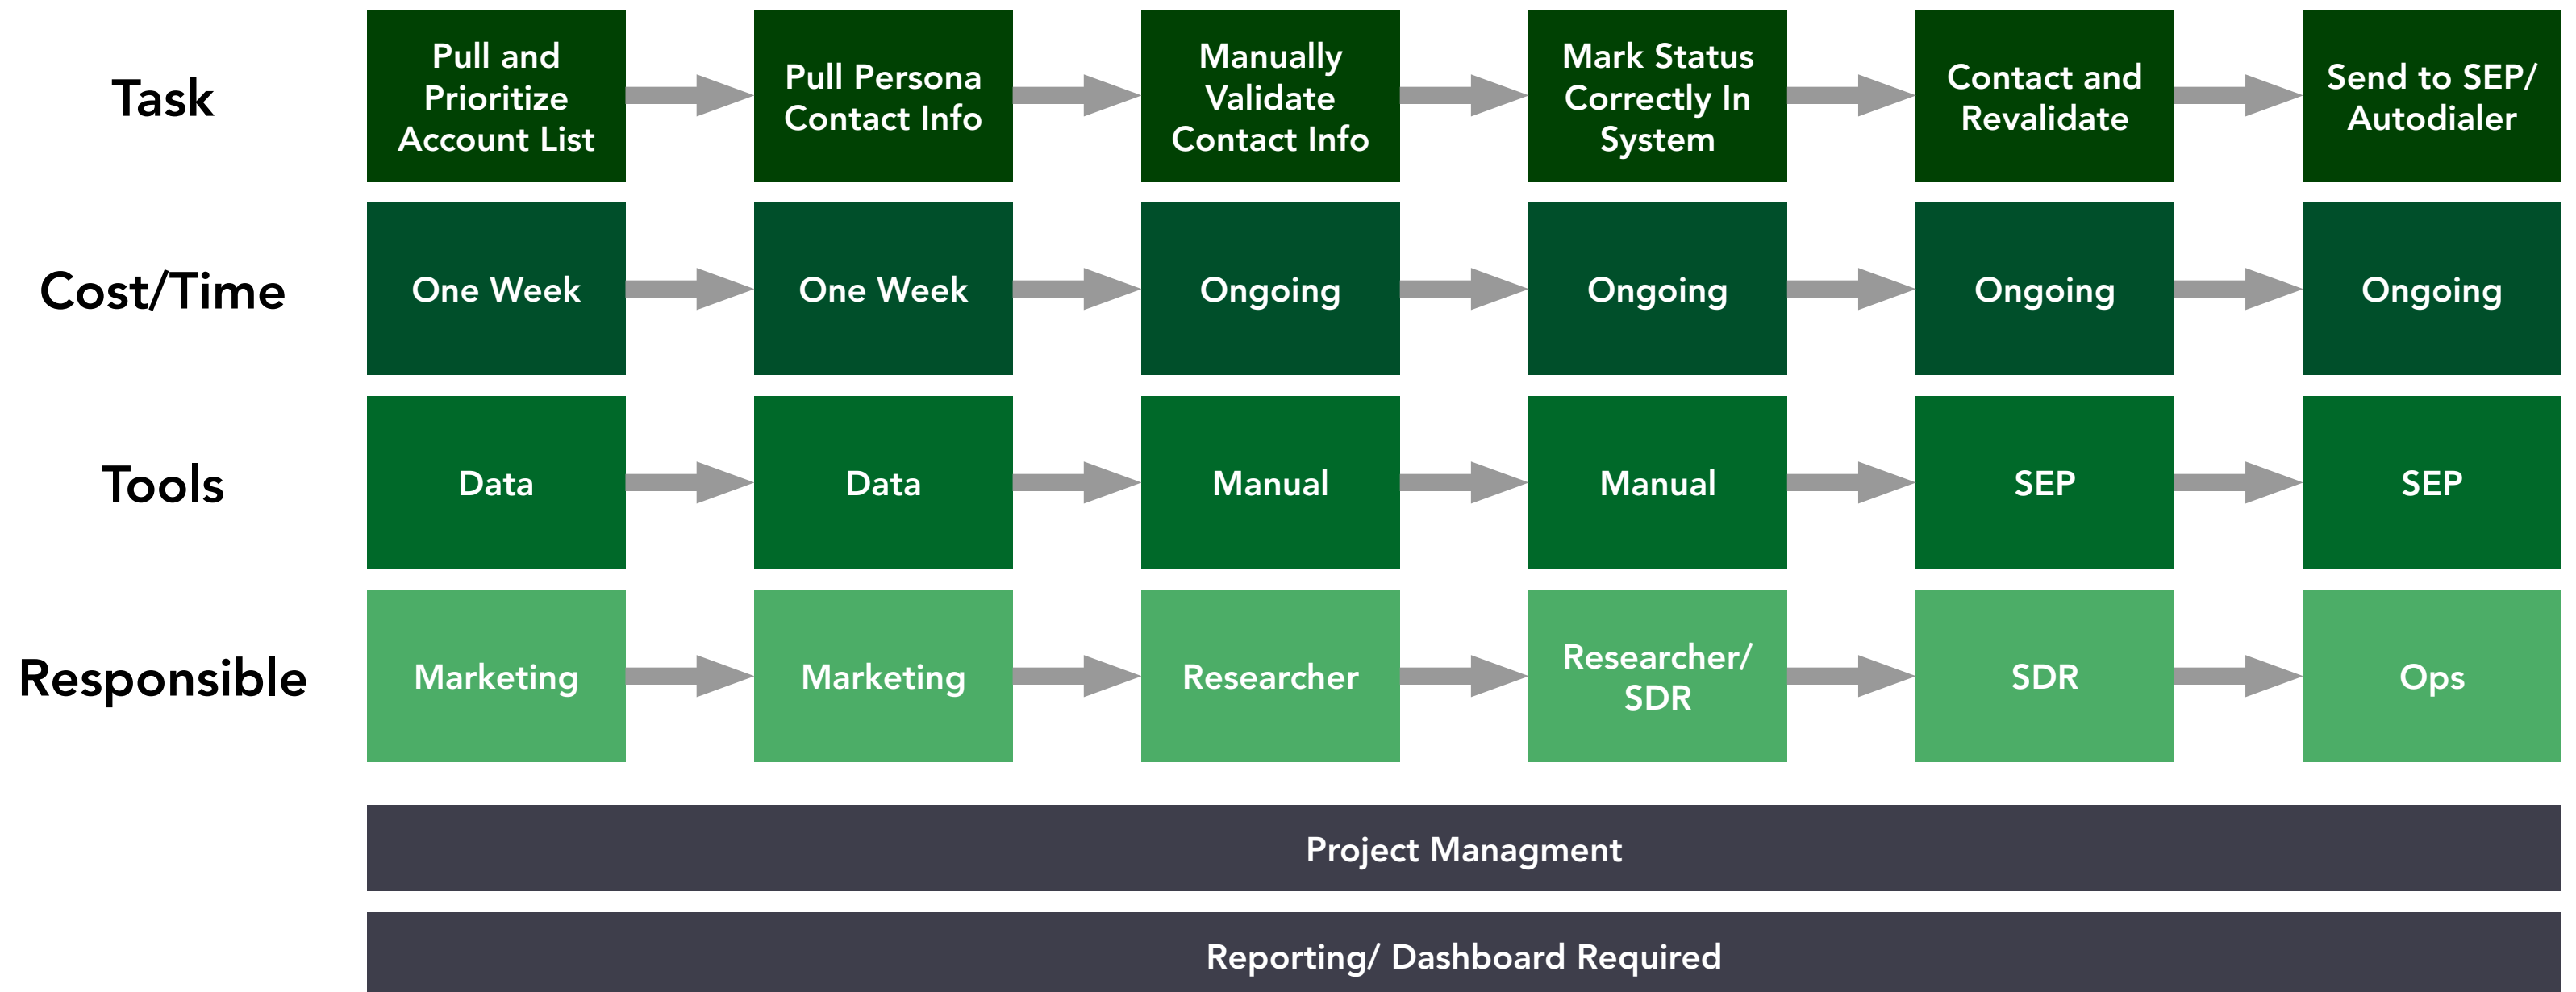 Task
Pull and
Prioritize
Account List
Pull Persona
Contact Info
Manually
Validate
Contact Info
Mark Status
Correctly In
System
Contact and
Revalidate
Send to SEP/
Autodialer
Cost/Time
One Week
One Week
Ongoing
Ongoing
Ongoing
Ongoing
Tools
Data
Data
Manual
Manual
SEP
SEP
Responsible
Marketing
Marketing
Researcher
Researcher/
SDR
SDR
Ops
Project Managment
Reporting/ Dashboard Required